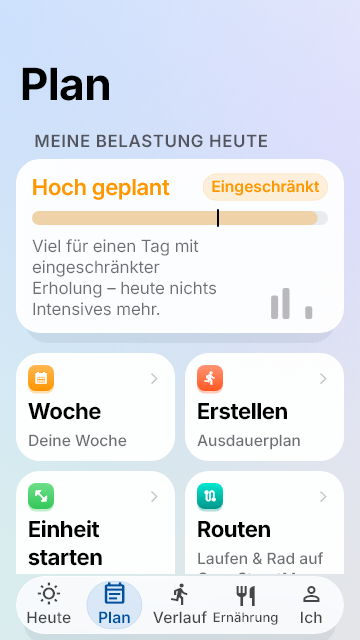 Plan
MEINE BELASTUNG HEUTE
Hoch geplant
Eingeschränkt
Viel für einen Tag mit
eingeschränkter
Erholung – heute nichts
Intensives mehr.
Woche
Deine Woche
Erstellen
Ausdauerplan
Einheit
starten
Routen
Laufen & Rad auf
Heute
Plan
Verlauf
Ernährung
Ich